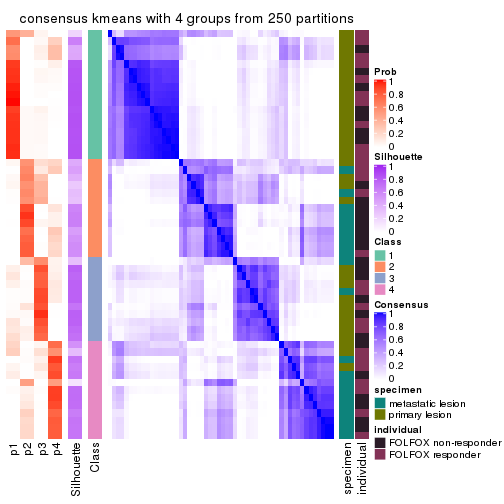 consensus kmeans with 4 groups from 250 partitions
Prob
1
0.8
0.6
0.4
0.2
0
Silhouette
1
0.8
0.6
0.4
0.2
0
Class
1
2
3
4
Consensus
1
0.8
0.6
0.4
0.2
0
specimen
metastatic lesion
primary lesion
individual
FOLFOX non-responder
FOLFOX responder
p1
p2
p3
p4
Silhouette
Class
specimen
individual